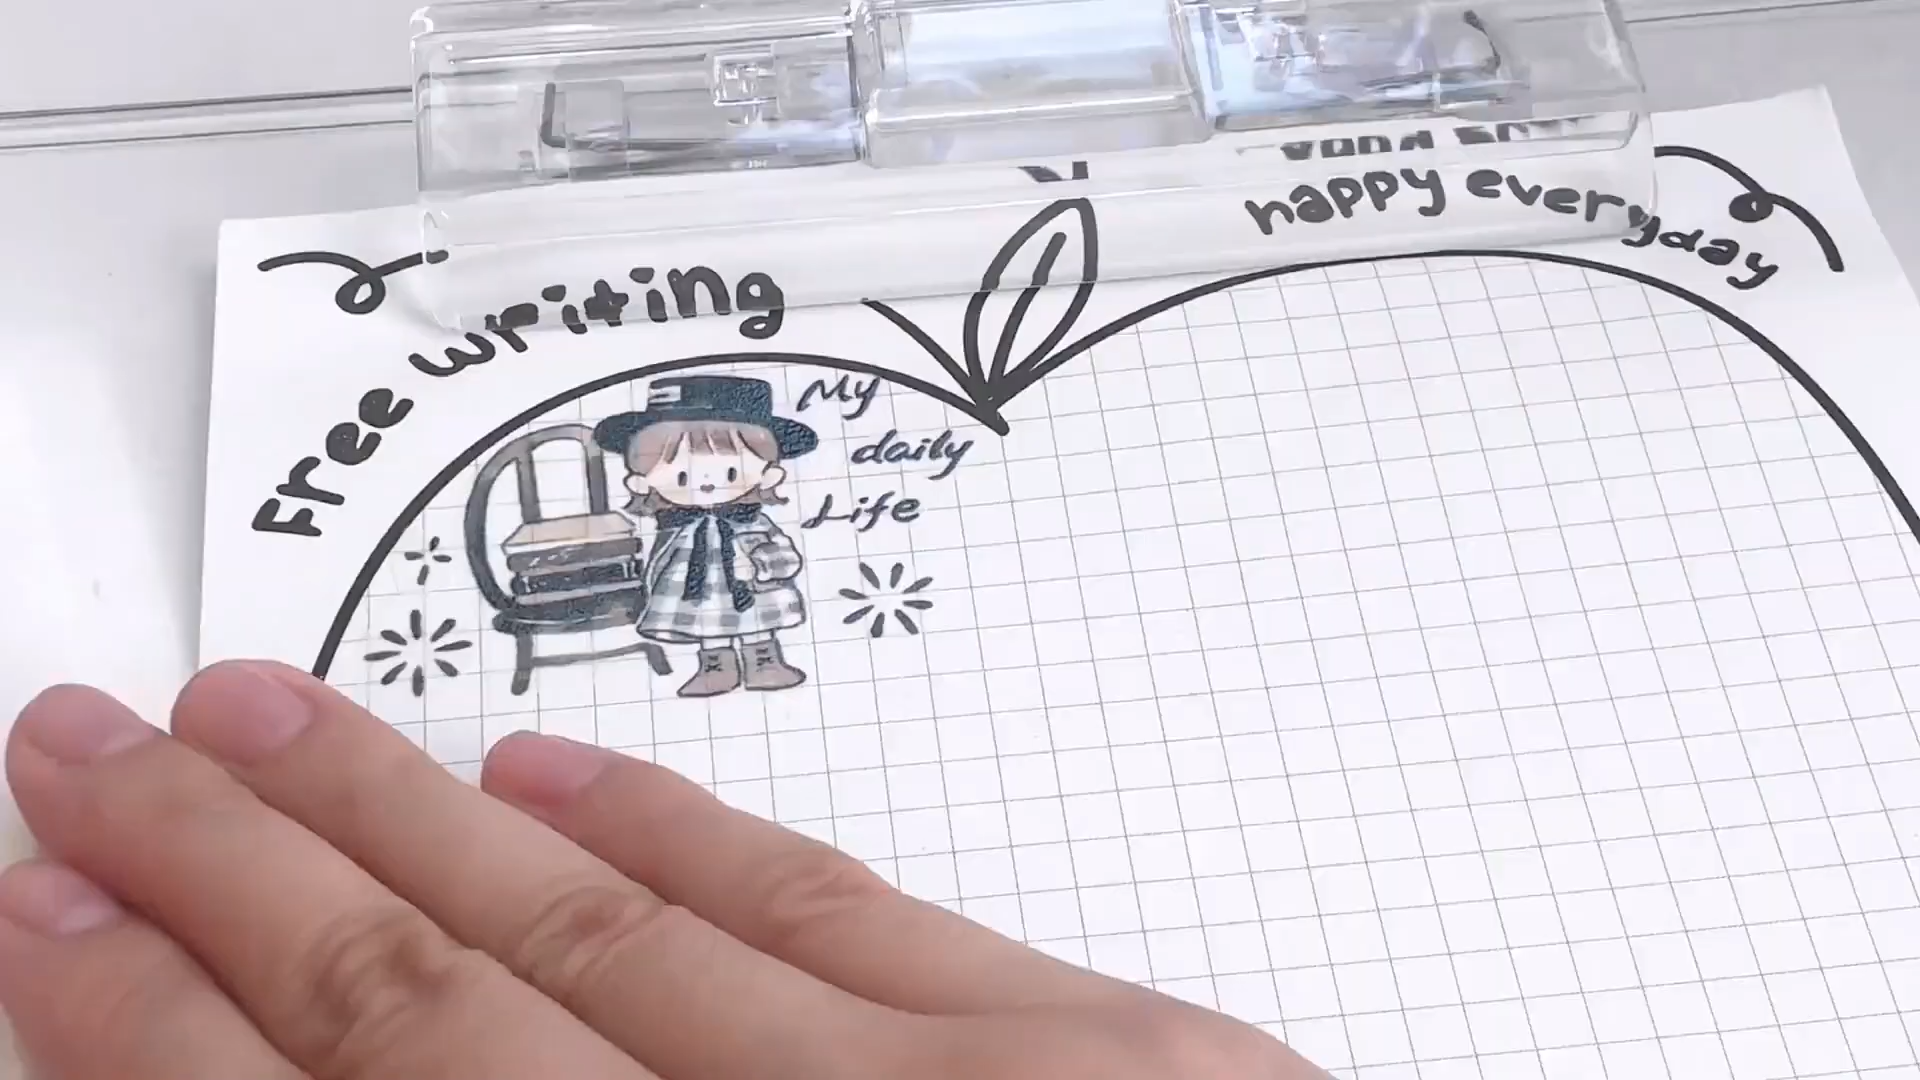 Free writing
happy everyday
My
daily
Life